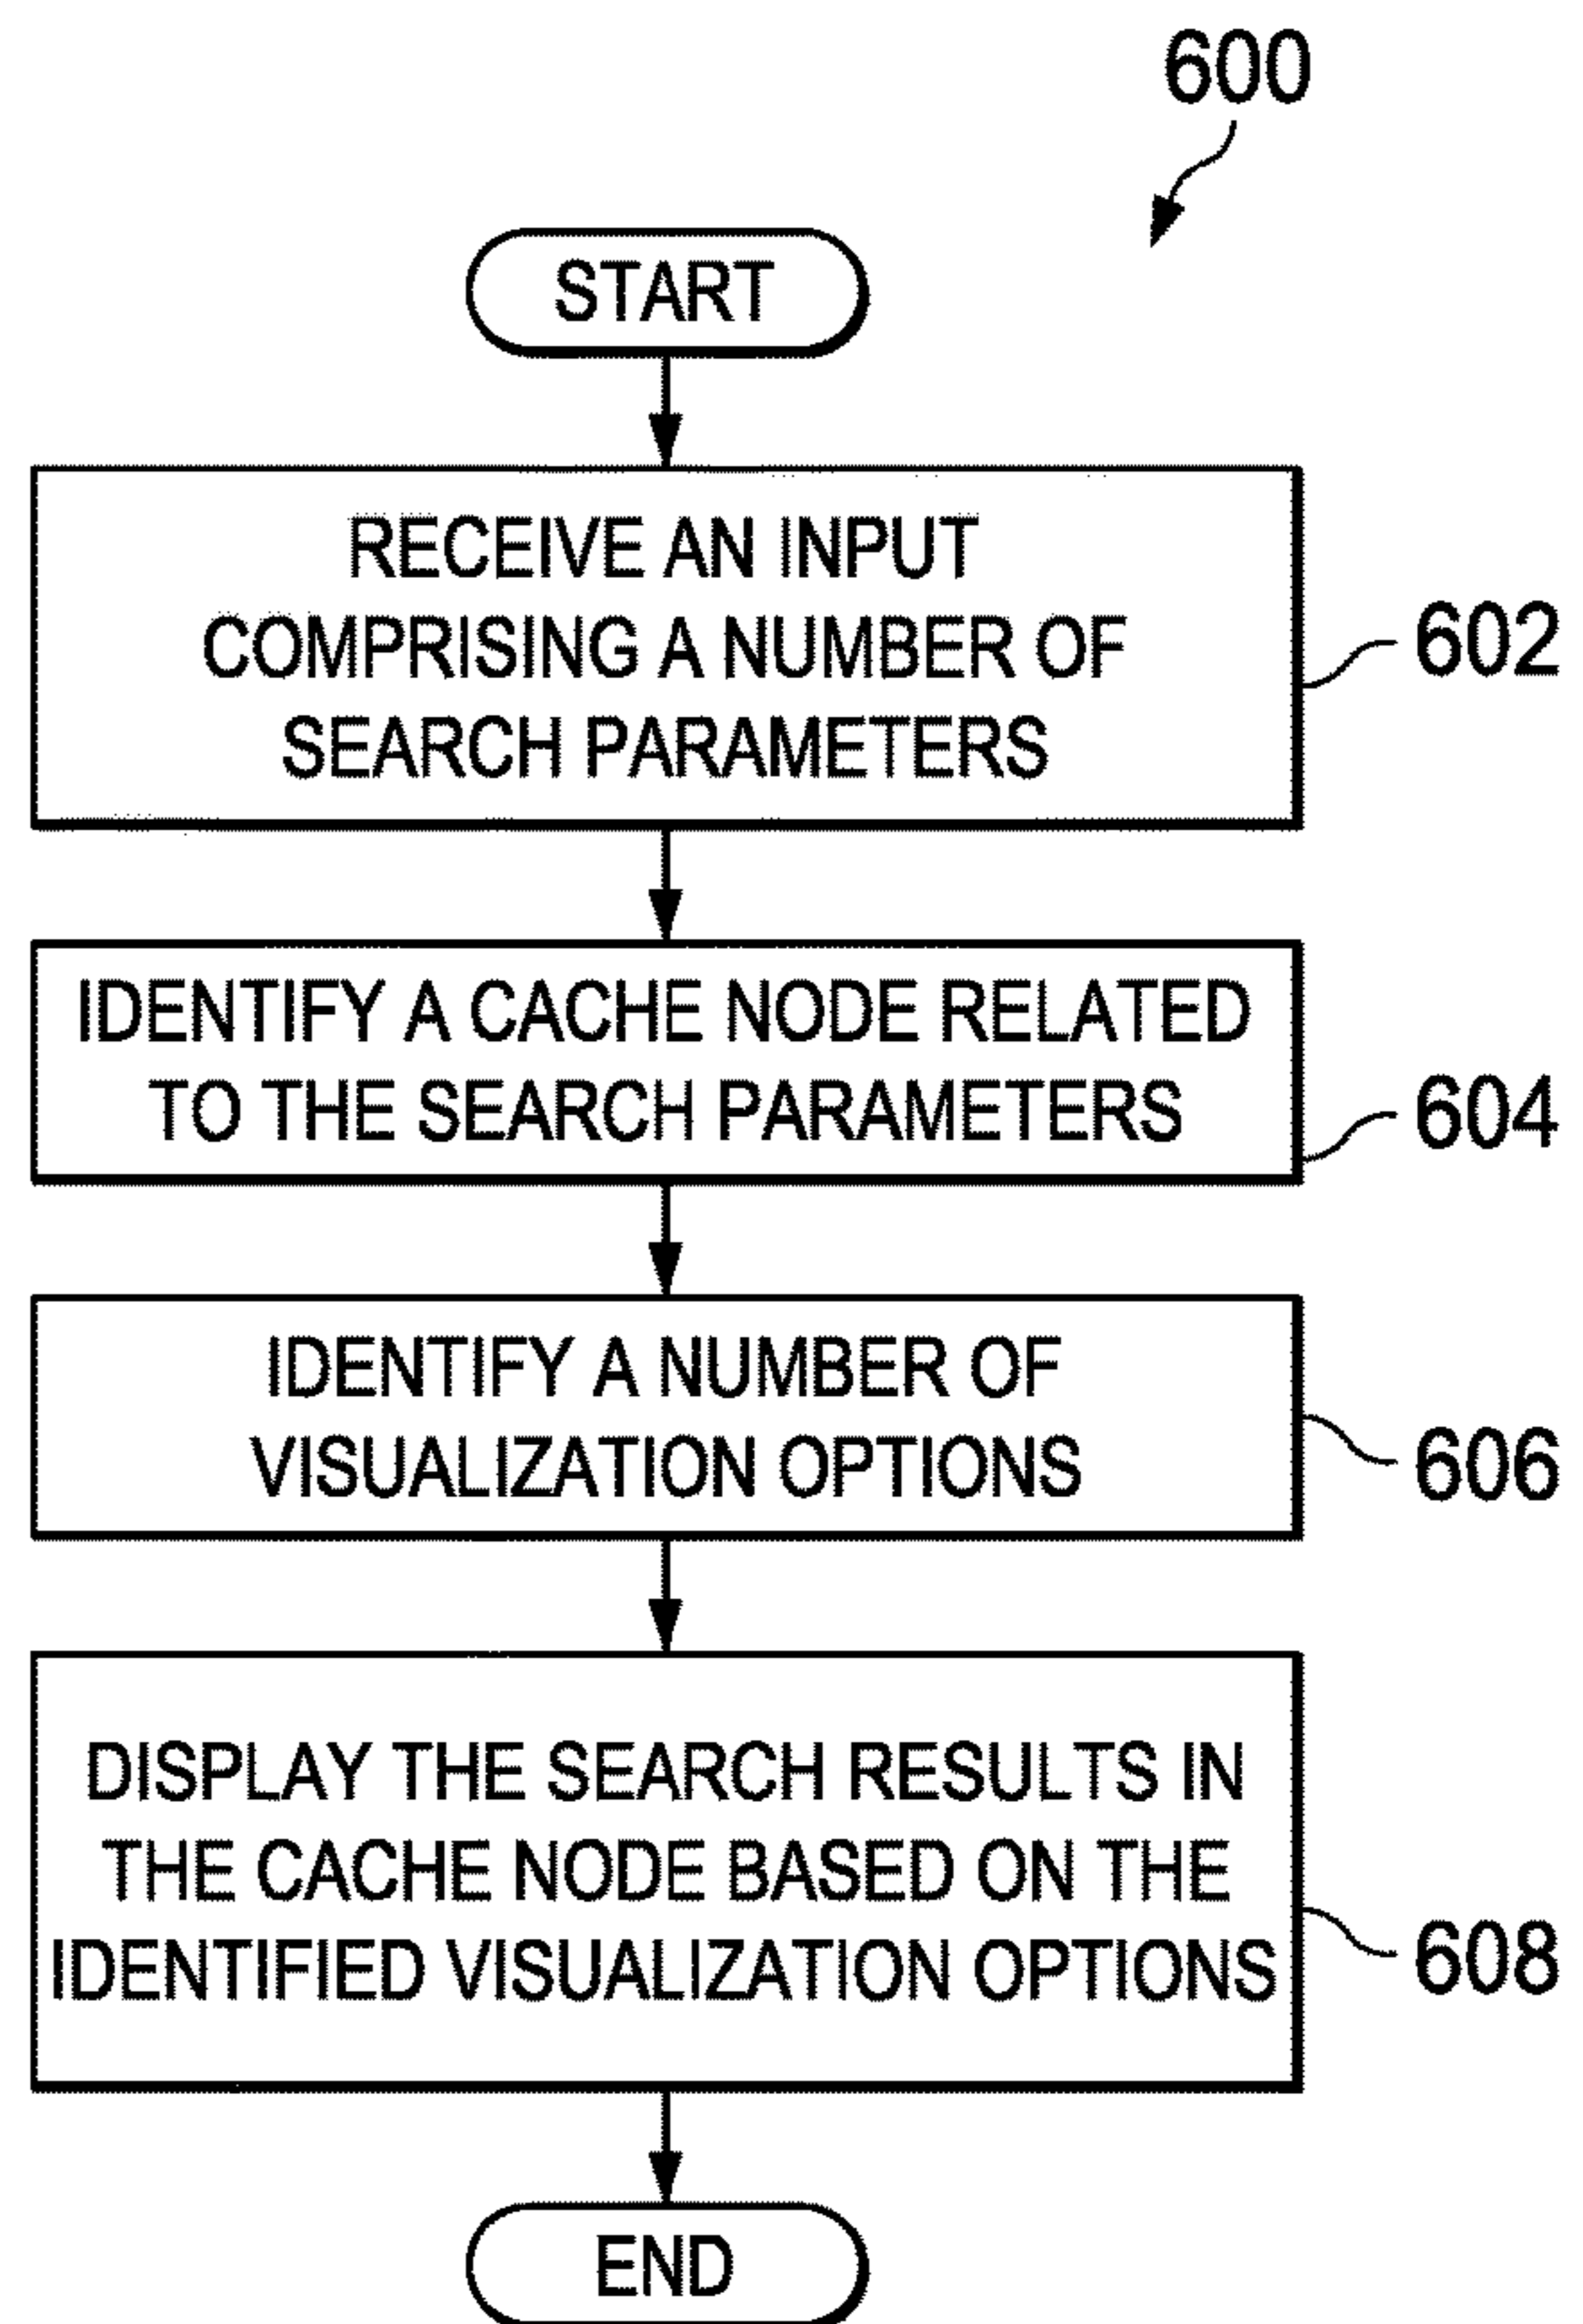 600
START
RECEIVE AN INPUT
COMPRISING A NUMBER OF
SEARCH PARAMETERS
602
IDENTIFY A CACHE NODE RELATED
TO THE SEARCH PARAMETERS
604
IDENTIFY A NUMBER OF
VISUALIZATION OPTIONS
606
DISPLAY THE SEARCH RESULTS IN
THE CACHE NODE BASED ON THE
IDENTIFIED VISUALIZATION OPTIONS
608
END